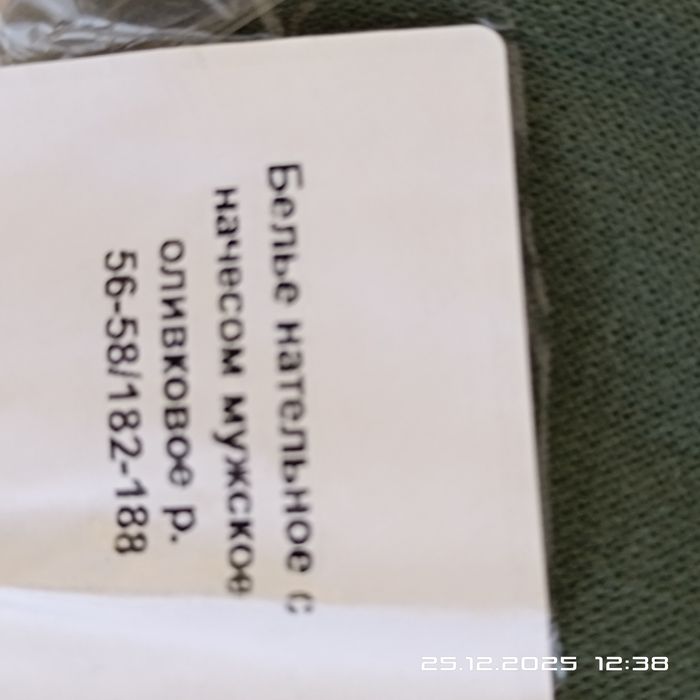 Белье нательное с
начесом мужское
оливковое р.
56-58/182-188
25.12.2025 12:38